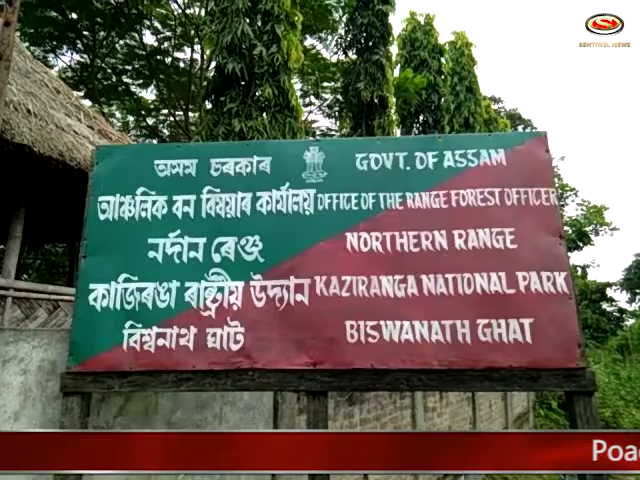 SENTINEL NEWS
অসম চৰকাৰ GOVT. OF ASSAM
আঞ্চলিক বন বিষয়াৰ কাৰ্যালয় OFFICE OF THE RANGE FOREST OFFICER
নৰ্দান ৰেঞ্জ NORTHERN RANGE
কাজিৰঙা ৰাষ্ট্ৰীয় উদ্যান KAZIRANGA NATIONAL PARK
বিশ্বনাথ ঘাট BISWANATH GHAT